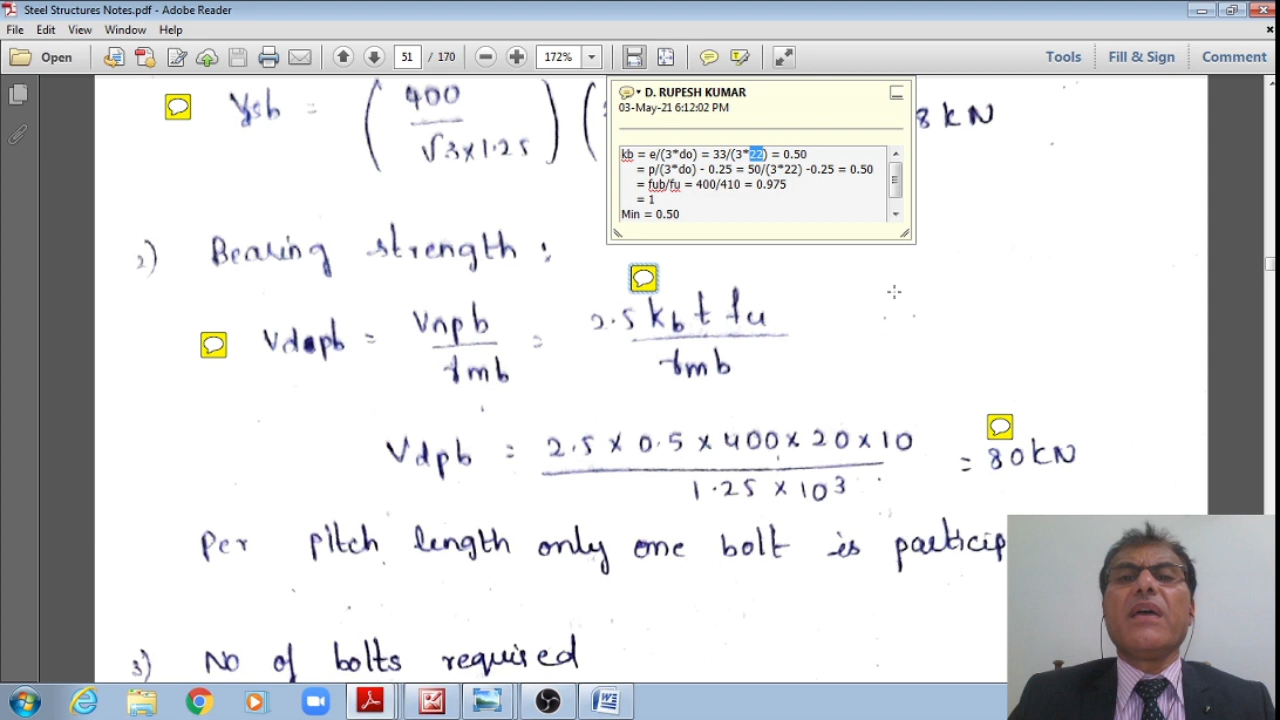 Steel Structures Notes.pdf - Adobe Reader
File Edit View Window Help
Open 51 / 170 172% Tools Fill & Sign Comment
Vsb = ( 400 / √3 x 1.25 ) ( 8 kN
D. RUPESH KUMAR
03-May-21 6:12:02 PM
kb = e/(3*do) = 33/(3*22) = 0.50
= p/(3*do) - 0.25 = 50/(3*22) -0.25 = 0.50
= fub/fu = 400/410 = 0.975
= 1
Min = 0.50
2) Bearing strength :
Vdpb = Vnpb / γmb = 2.5 kb t fu / γmb
Vdpb = 2.5 x 0.5 x 400 x 20 x 10 / 1.25 x 10³ = 80 kN
Per pitch length only one bolt is particip
3) No of bolts required